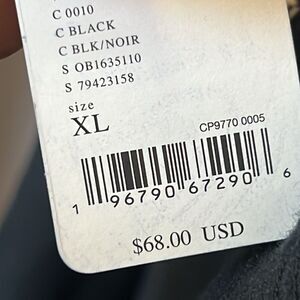 C 0010
C BLACK
C BLK/NOIR
S OB1635110
S 79423158
size
XL
CP9770 0005
1 96790 67290 6
$68.00 USD